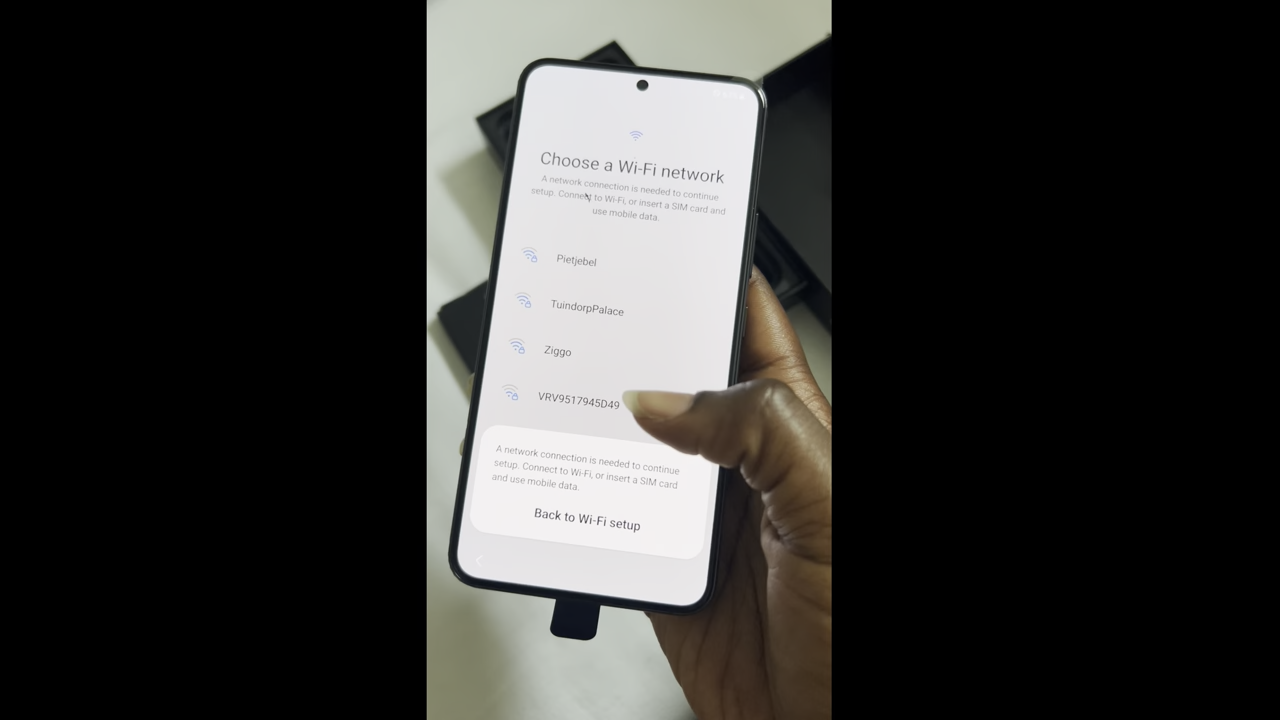 Choose a Wi-Fi network
A network connection is needed to continue
setup. Connect to Wi-Fi, or insert a SIM card and
use mobile data.
Pietjebel
TuindorpPalace
Ziggo
VRV9517945D49
A network connection is needed to continue
setup. Connect to Wi-Fi, or insert a SIM card
and use mobile data.
Back to Wi-Fi setup